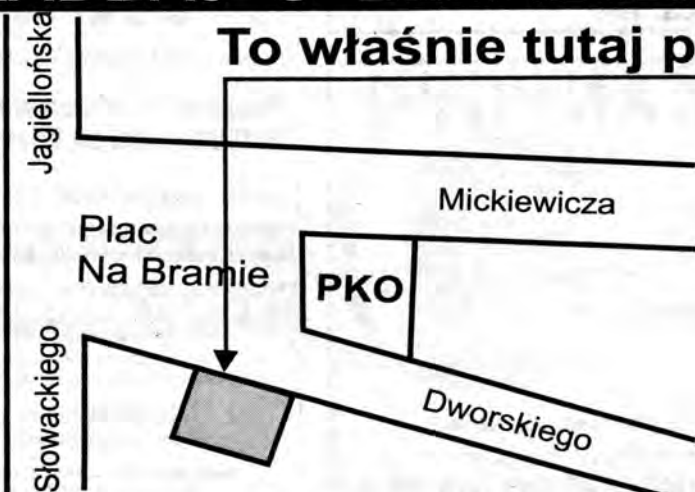 To właśnie tutaj p
Jagiellońska
Mickiewicza
Plac
Na Bramie
PKO
Słowackiego
Dworskiego